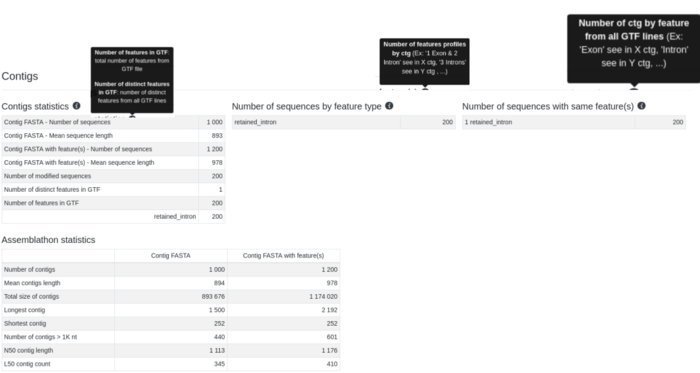 Number of features in GTF:
total number of features from
GTF file
Number of distinct features
in GTF: number of distinct
features from all GTF lines
Number of features profiles
by ctg (Ex: '1 Exon & 2
Intron' see in X ctg, '3 Introns'
see in Y ctg , ...)
Number of ctg by feature
from all GTF lines (Ex:
'Exon' see in X ctg, 'Intron'
see in Y ctg, ...)
Contigs
Contigs statistics
Number of sequences by feature type
Number of sequences with same feature(s)
Contig FASTA - Number of sequences 1 000
Contig FASTA - Mean sequence length 893
Contig FASTA with feature(s) - Number of sequences 1 200
Contig FASTA with feature(s) - Mean sequence length 978
Number of modified sequences 200
Number of distinct features in GTF 1
Number of features in GTF 200
retained_intron 200
retained_intron 200
1 retained_intron 200
Assemblathon statistics
Contig FASTA Contig FASTA with feature(s)
Number of contigs 1 000 1 200
Mean contigs length 894 978
Total size of contigs 893 676 1 174 020
Longest contig 1 500 2 192
Shortest contig 252 252
Number of contigs > 1K nt 440 601
N50 contig length 1 113 1 176
L50 contig count 345 410